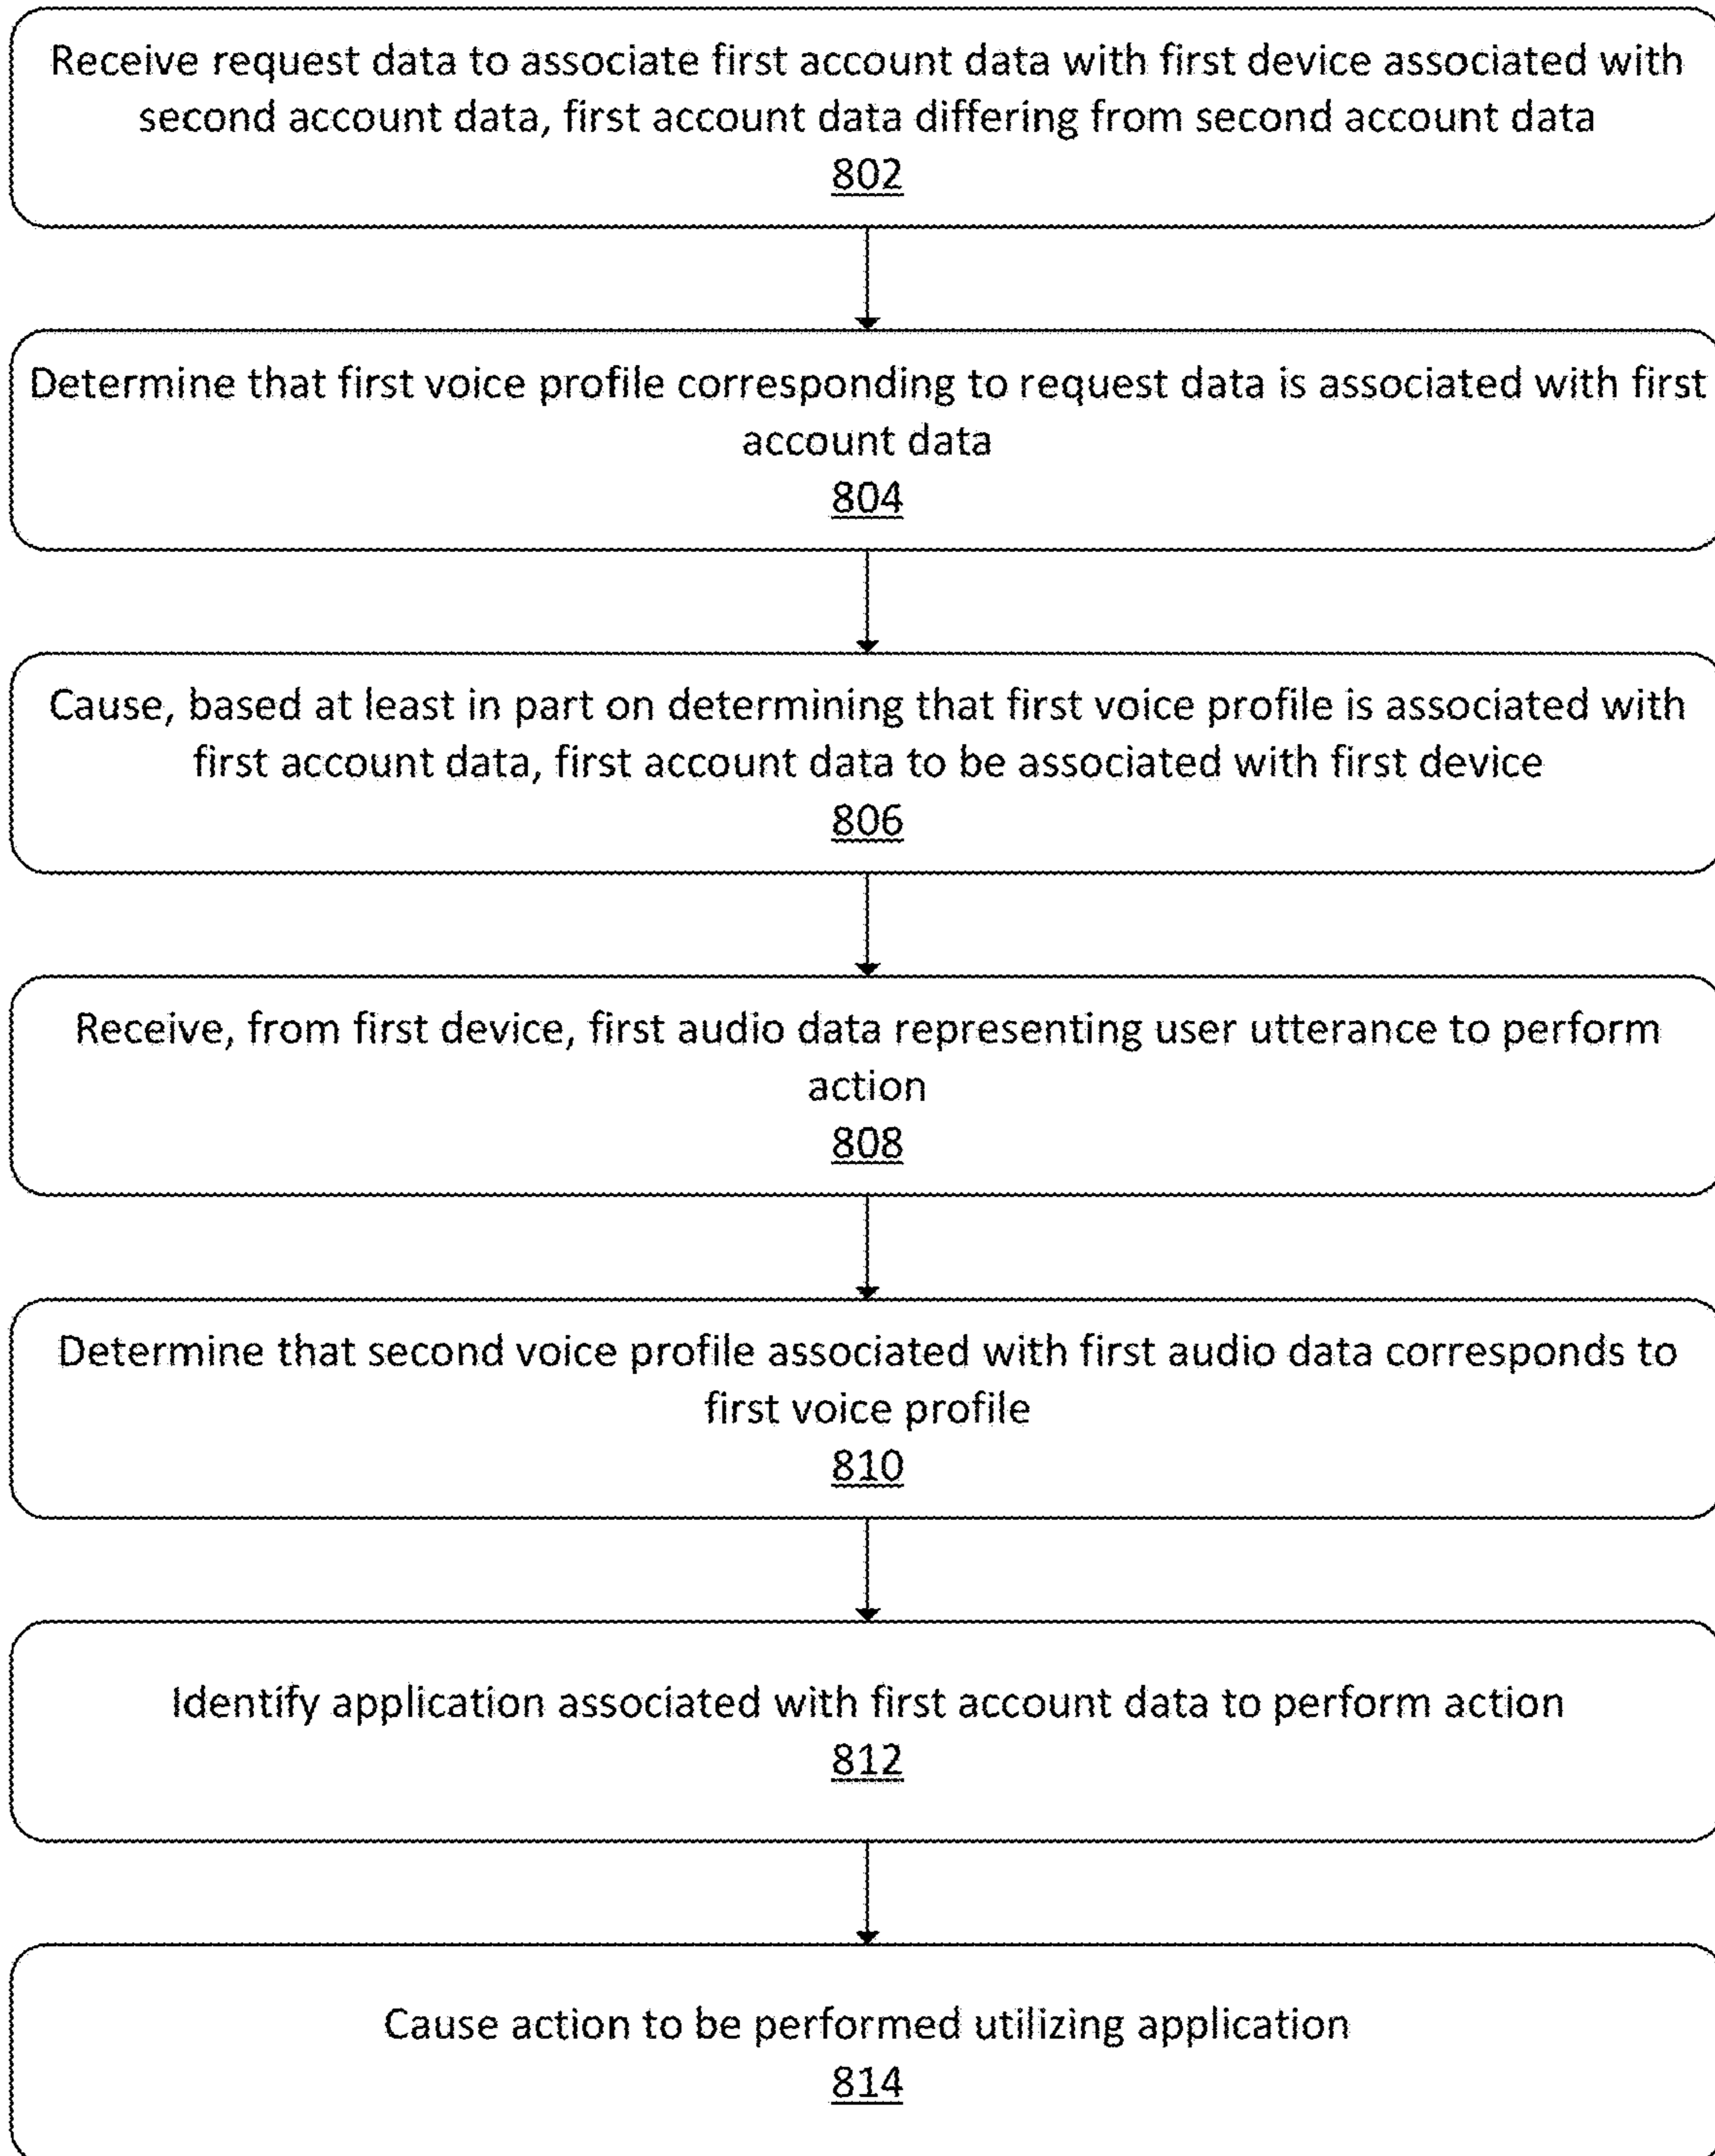 Receive request data to associate first account data with first device associated with
second account data, first account data differing from second account data
802
Determine that first voice profile corresponding to request data is associated with first
account data
804
Cause, based at least in part on determining that first voice profile is associated with
first account data, first account data to be associated with first device
806
Receive, from first device, first audio data representing user utterance to perform
action
808
Determine that second voice profile associated with first audio data corresponds to
first voice profile
810
Identify application associated with first account data to perform action
812
Cause action to be performed utilizing application
814